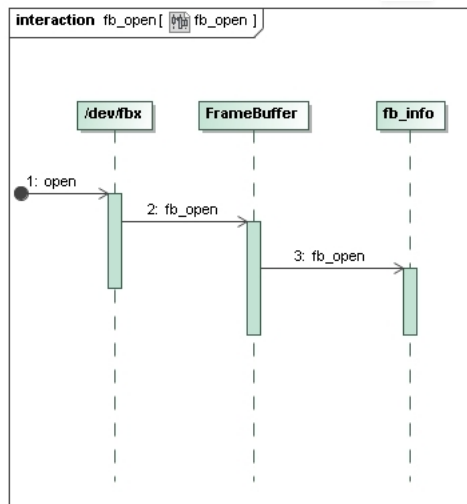 interaction fb_open[ fb_open ]
/dev/fbx FrameBuffer fb_info
1: open
2: fb_open
3: fb_open